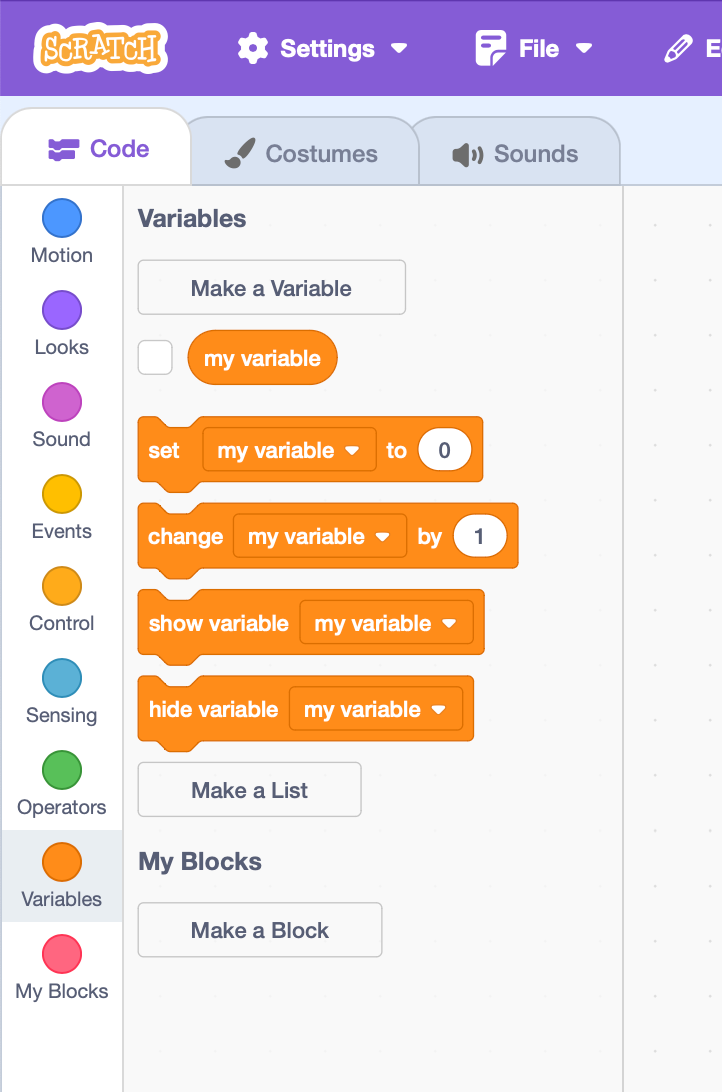 SCRATCH Settings File
Code Costumes Sounds
Motion
Looks
Sound
Events
Control
Sensing
Operators
Variables
My Blocks
Variables
Make a Variable
my variable
set my variable to 0
change my variable by 1
show variable my variable
hide variable my variable
Make a List
My Blocks
Make a Block